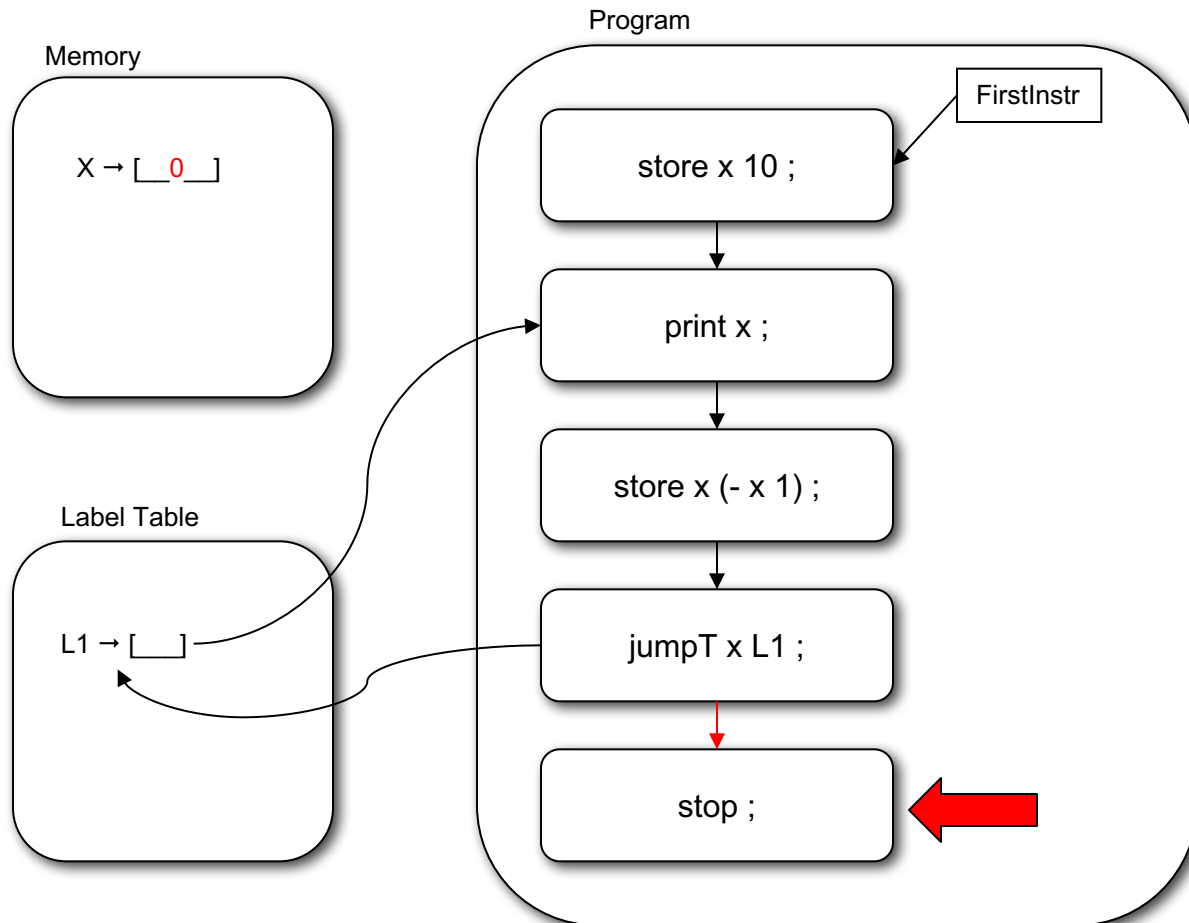 Program
Memory
FirstInstr
X → [__0__]
store x 10 ;
print x ;
store x (- x 1) ;
Label Table
L1 → [___]
jumpT x L1 ;
stop ;